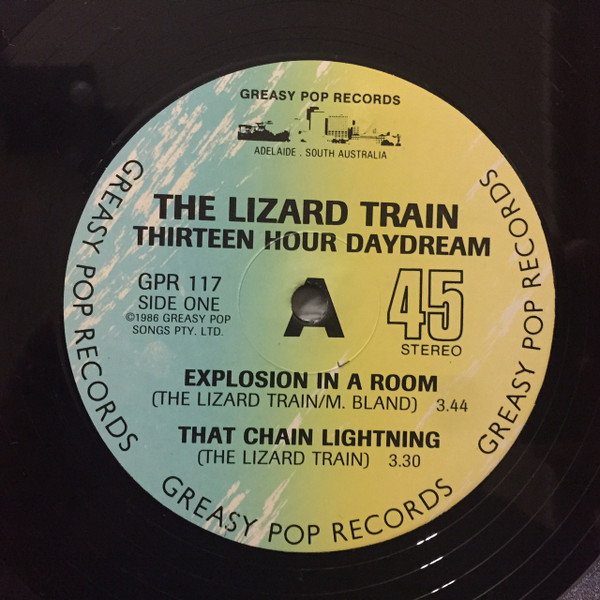 GREASY POP RECORDS
ADELAIDE . SOUTH AUSTRALIA
THE LIZARD TRAIN
THIRTEEN HOUR DAYDREAM
GPR 117
SIDE ONE
©1986 GREASY POP
SONGS PTY. LTD.
A
45
STEREO
EXPLOSION IN A ROOM
(THE LIZARD TRAIN/M. BLAND) 3.44
THAT CHAIN LIGHTNING
(THE LIZARD TRAIN) 3.30
GREASY POP RECORDS
GREASY POP RECORDS
GREASY POP RECORDS